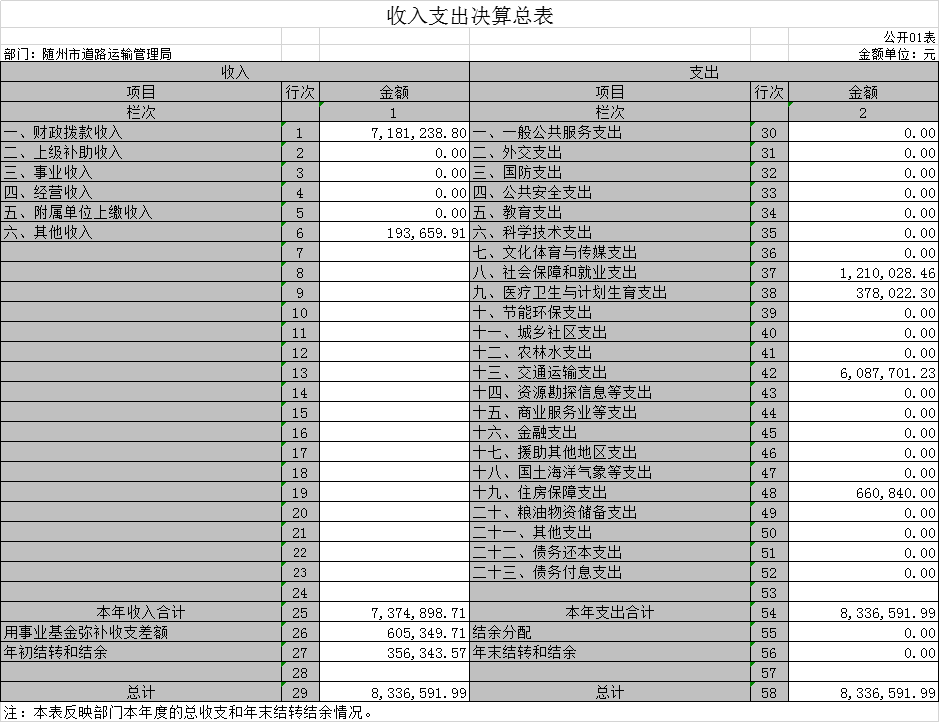 收入支出决算总表
公开01表
部门：随州市道路运输管理局 金额单位：元
收入 支出
项目 行次 金额 项目 行次 金额
栏次 1 栏次 2
一、财政拨款收入 1 7,181,238.80 一、一般公共服务支出 30 0.00
二、上级补助收入 2 0.00 二、外交支出 31 0.00
三、事业收入 3 0.00 三、国防支出 32 0.00
四、经营收入 4 0.00 四、公共安全支出 33 0.00
五、附属单位上缴收入 5 0.00 五、教育支出 34 0.00
六、其他收入 6 193,659.91 六、科学技术支出 35 0.00
7 七、文化体育与传媒支出 36 0.00
8 八、社会保障和就业支出 37 1,210,028.46
9 九、医疗卫生与计划生育支出 38 378,022.30
10 十、节能环保支出 39 0.00
11 十一、城乡社区支出 40 0.00
12 十二、农林水支出 41 0.00
13 十三、交通运输支出 42 6,087,701.23
14 十四、资源勘探信息等支出 43 0.00
15 十五、商业服务业等支出 44 0.00
16 十六、金融支出 45 0.00
17 十七、援助其他地区支出 46 0.00
18 十八、国土海洋气象等支出 47 0.00
19 十九、住房保障支出 48 660,840.00
20 二十、粮油物资储备支出 49 0.00
21 二十一、其他支出 50 0.00
22 二十二、债务还本支出 51 0.00
23 二十三、债务付息支出 52 0.00
24 53
本年收入合计 25 7,374,898.71 本年支出合计 54 8,336,591.99
用事业基金弥补收支差额 26 605,349.71 结余分配 55 0.00
年初结转和结余 27 356,343.57 年末结转和结余 56 0.00
28 57
总计 29 8,336,591.99 总计 58 8,336,591.99
注：本表反映部门本年度的总收支和年末结转结余情况。